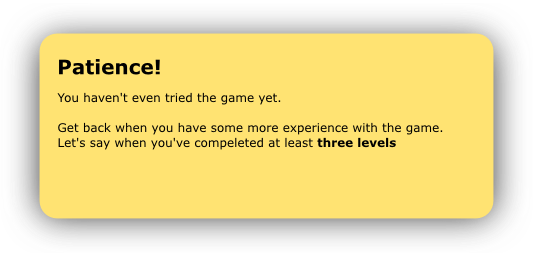 Patience!
You haven't even tried the game yet.
Get back when you have some more experience with the game.
Let's say when you've compeleted at least three levels